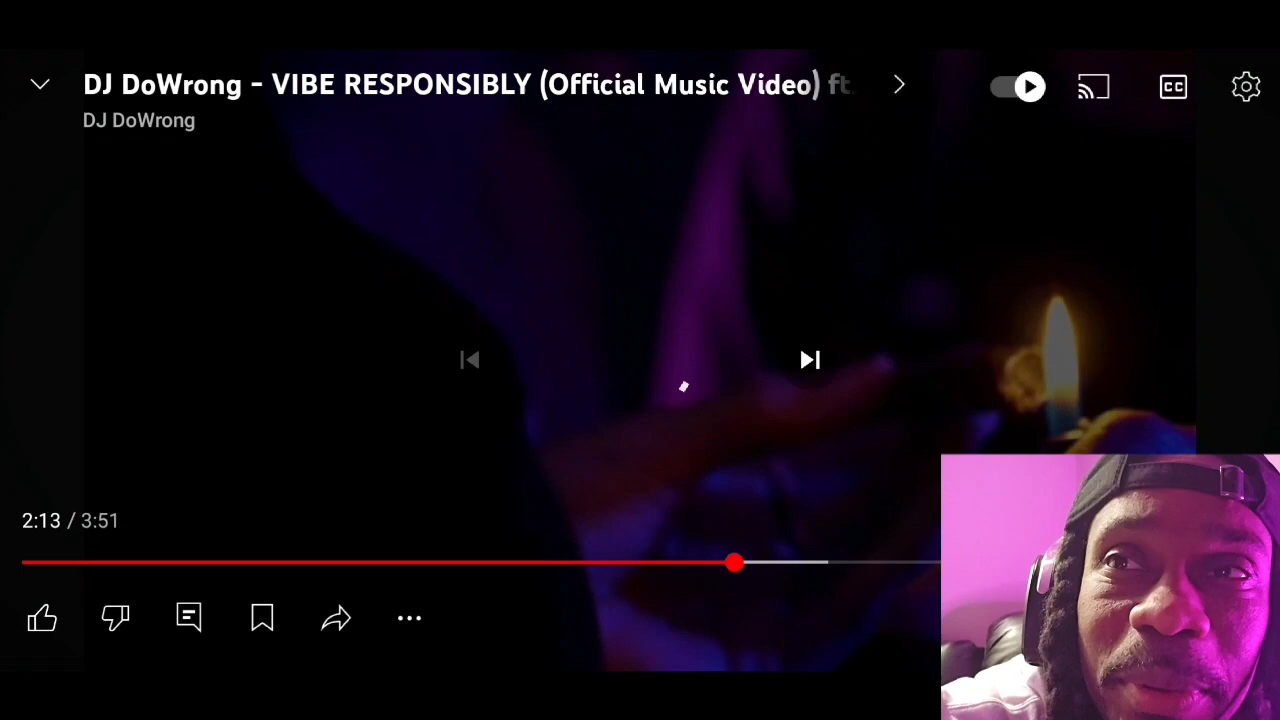 DJ DoWrong - VIBE RESPONSIBLY (Official Music Video) ft.
DJ DoWrong
CC
2:13 / 3:51